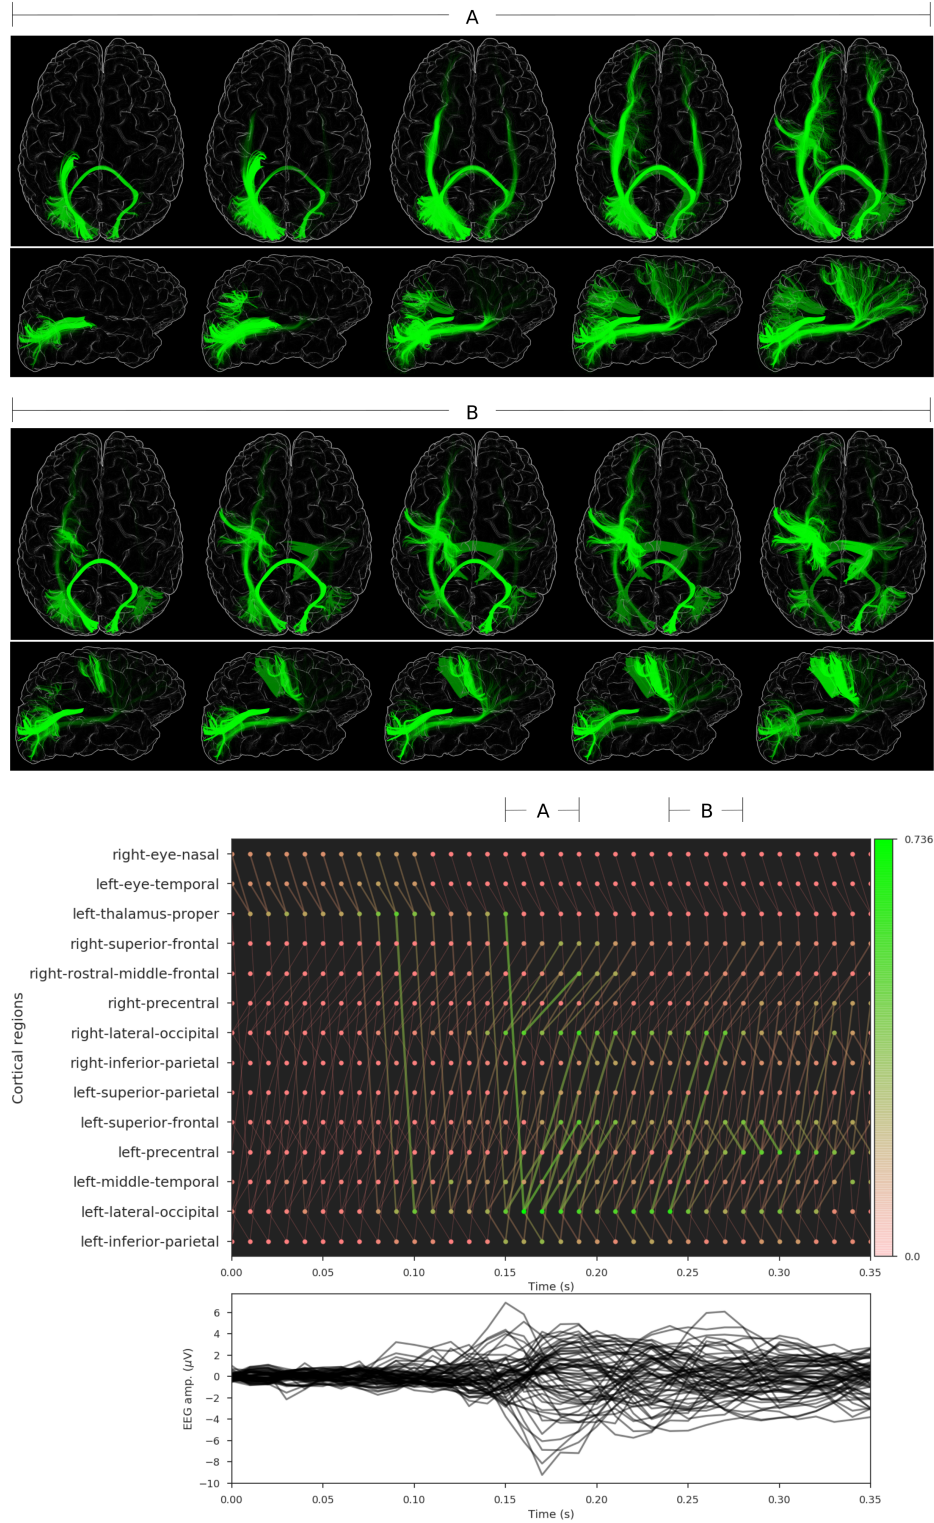 A
B
A
B
right-eye-nasal
left-eye-temporal
left-thalamus-proper
right-superior-frontal
right-rostral-middle-frontal
right-precentral
right-lateral-occipital
right-inferior-parietal
left-superior-parietal
left-superior-frontal
left-precentral
left-middle-temporal
left-lateral-occipital
left-inferior-parietal
Cortical regions
0.736
0.0
0.00 0.05 0.10 0.15 0.20 0.25 0.30 0.35
Time (s)
EEG amp. (μV)
6
4
2
0
−2
−4
−6
−8
−10
0.00 0.05 0.10 0.15 0.20 0.25 0.30 0.35
Time (s)